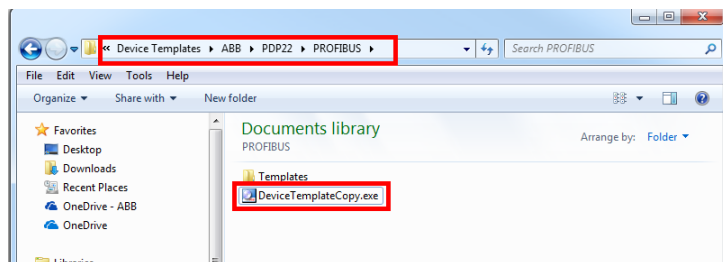 « Device Templates ▸ ABB ▸ PDP22 ▸ PROFIBUS ▸
Search PROFIBUS
File Edit View Tools Help
Organize ▾ Share with ▾ New folder
Favorites
Desktop
Downloads
Recent Places
OneDrive - ABB
OneDrive
Libraries
Documents library
PROFIBUS
Arrange by: Folder ▾
Templates
DeviceTemplateCopy.exe